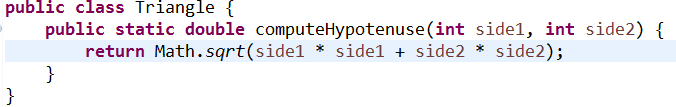 public class Triangle {
    public static double computeHypotenuse(int side1, int side2) {
        return Math.sqrt(side1 * side1 + side2 * side2);
    }
}